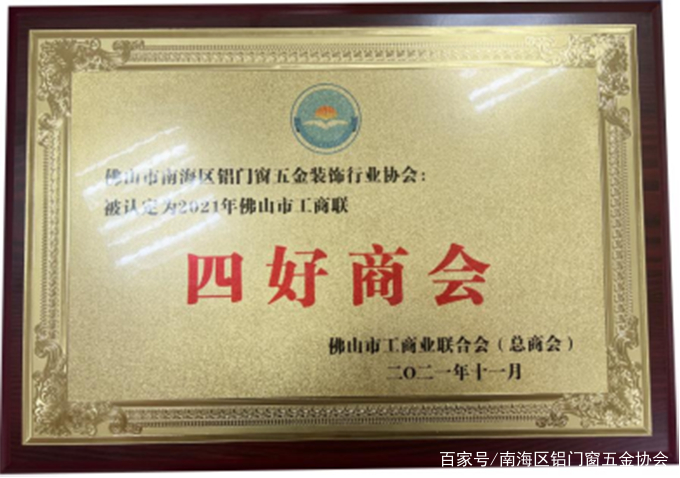 佛山市南海区铝门窗五金装饰行业协会:
被认定为2021年佛山市工商联
四好商会
佛山市工商业联合会(总商会)
二〇二一年十一月
百家号/南海区铝门窗五金协会